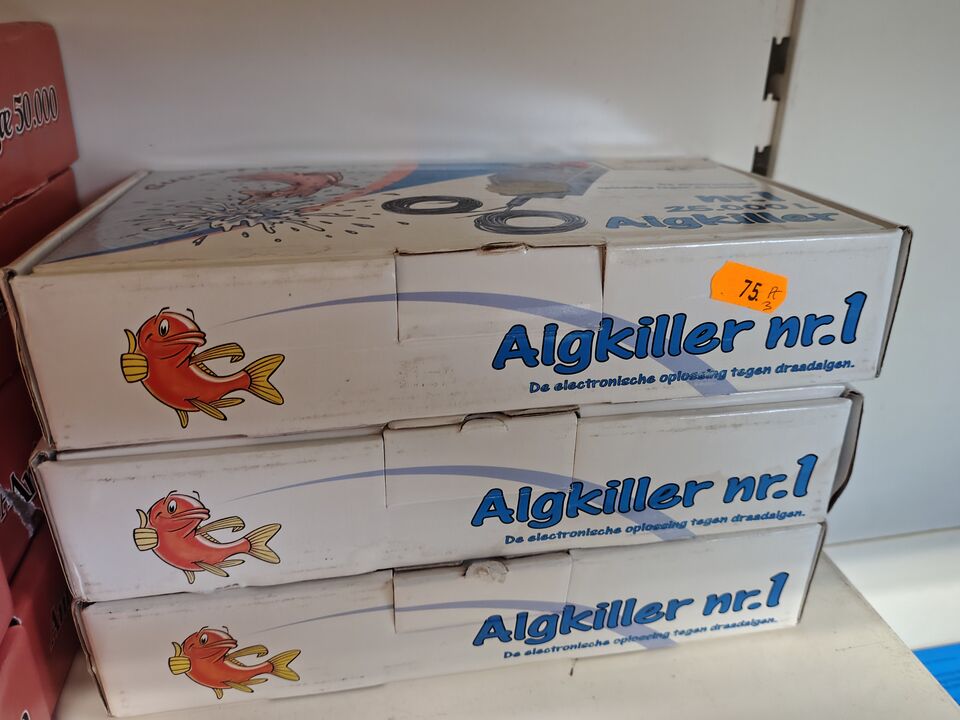 50.000
25.000 L
Algkiller
75.
Algkiller nr.1
De electronische oplossing tegen draadalgen.
Algkiller nr.1
De electronische oplossing tegen draadalgen.
Algkiller nr.1
De electronische oplossing tegen draadalgen.